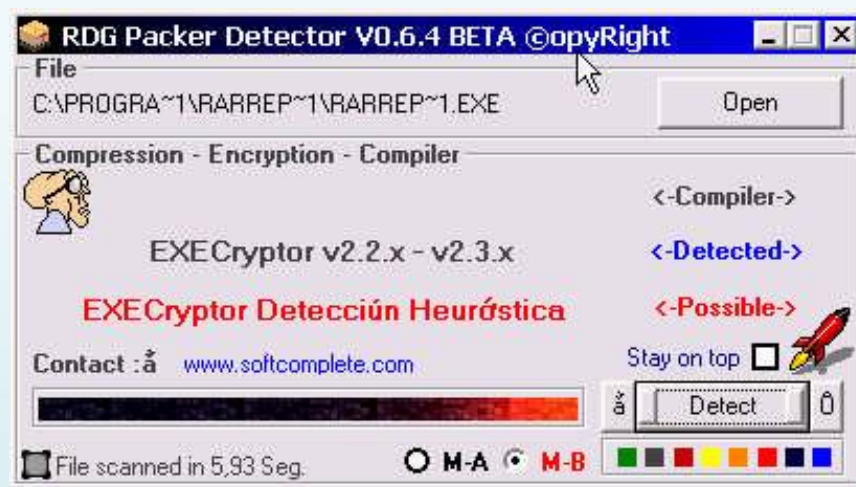 RDG Packer Detector V0.6.4 BETA ©opyRight
File
C:\PROGRA~1\RARREP~1\RARREP~1.EXE
Open
Compression - Encryption - Compiler
<-Compiler->
EXECryptor v2.2.x - v2.3.x
<-Detected->
EXECryptor Detecciún Heurǿstica
<-Possible->
Contact :ǻ www.softcomplete.com
Stay on top
ǻ Detect Û
File scanned in 5,93 Seg.
M-A M-B